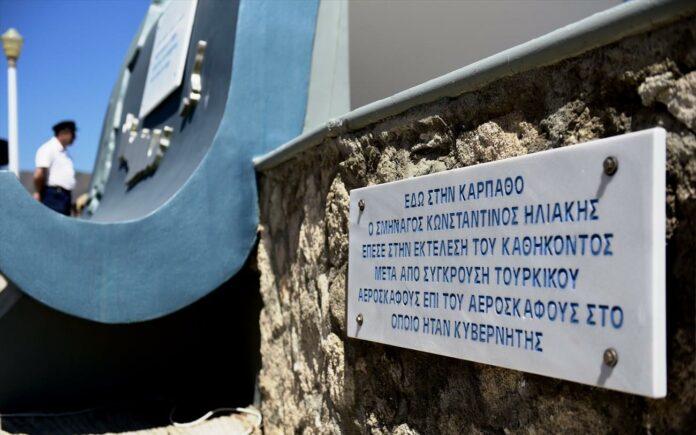 ΕΔΩ ΣΤΗΝ ΚΑΡΠΑΘΟ
Ο ΣΜΗΝΑΓΟΣ ΚΩΝΣΤΑΝΤΙΝΟΣ ΗΛΙΑΚΗΣ
ΕΠΕΣΕ ΣΤΗΝ ΕΚΤΕΛΕΣΗ ΤΟΥ ΚΑΘΗΚΟΝΤΟΣ
ΜΕΤΑ ΑΠΟ ΣΥΓΚΡΟΥΣΗ ΤΟΥΡΚΙΚΟΥ
ΑΕΡΟΣΚΑΦΟΥΣ ΕΠΙ ΤΟΥ ΑΕΡΟΣΚΑΦΟΥΣ ΣΤΟ
ΟΠΟΙΟ ΗΤΑΝ ΚΥΒΕΡΝΗΤΗΣ